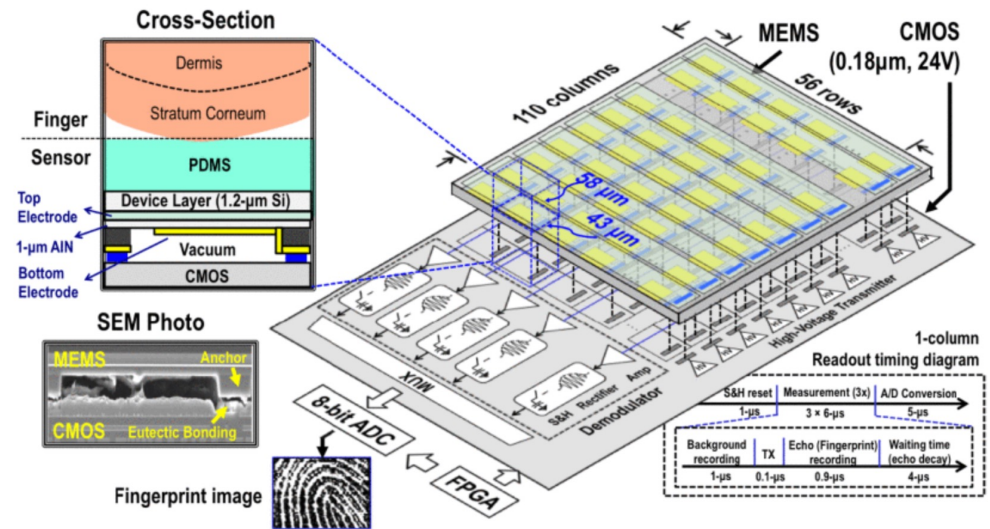 Cross-Section
Dermis
Stratum Corneum
Finger
Sensor
PDMS
Device Layer (1.2-µm Si)
Top
Electrode
1-µm AlN
Vacuum
Bottom
Electrode
CMOS
SEM Photo
MEMS
Anchor
CMOS
Eutectic Bonding
MEMS
CMOS
(0.18µm, 24V)
110 columns
56 rows
58 µm
43 µm
High-Voltage Transmitter
S&H Rectifier Amp
Demodulator
MUX
8-bit ADC
FPGA
Fingerprint image
1-column
Readout timing diagram
S&H reset Measurement (3x) A/D Conversion
1-µs 3 × 6-µs 5-µs
Background TX Echo (Fingerprint) Waiting time
recording recording (echo decay)
1-µs 0.1-µs 0.9-µs 4-µs